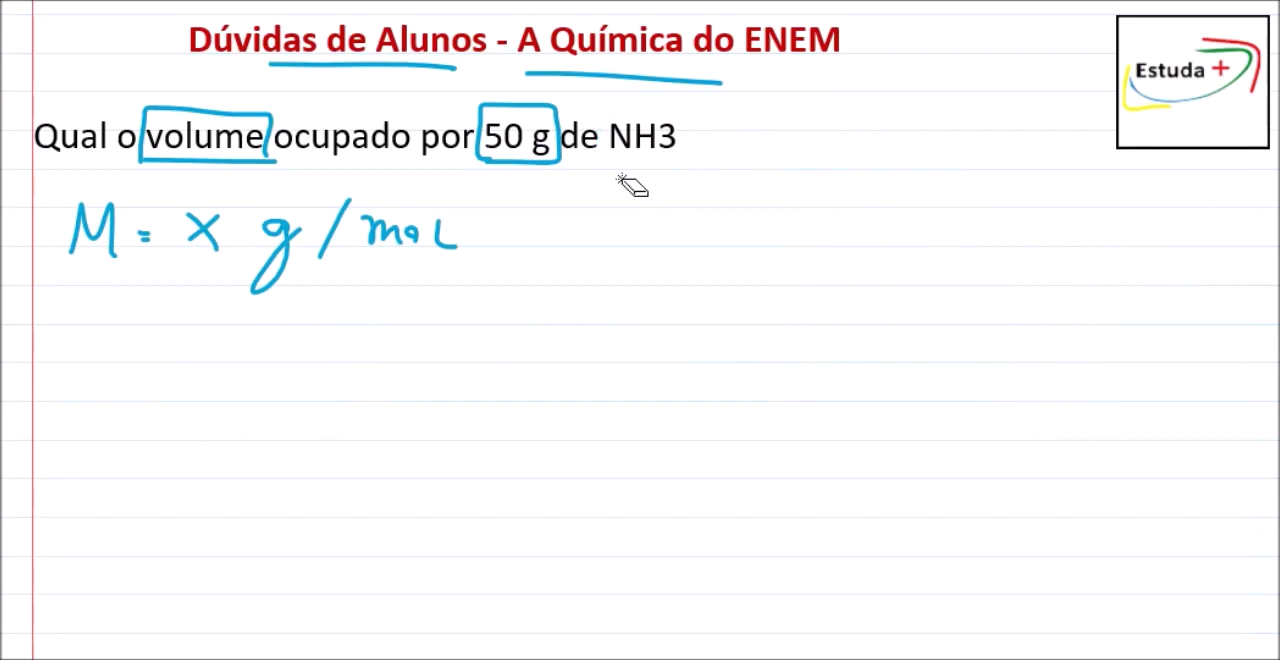 Dúvidas de Alunos - A Química do ENEM
Estuda +
Qual o volume ocupado por 50 g de NH3
M = x g / moL